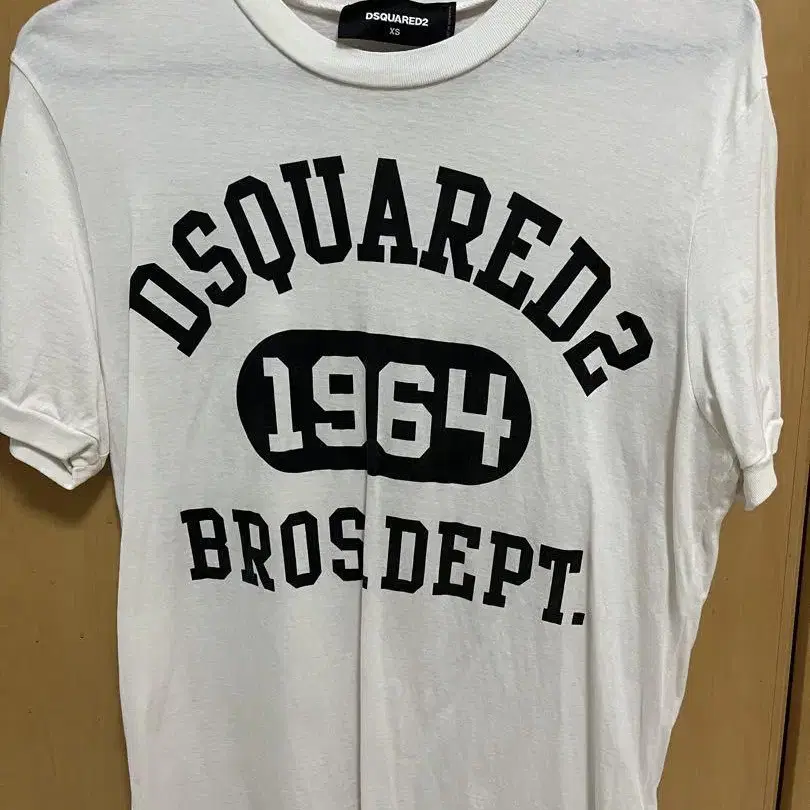 DSQUARED2
XS
DSQUARED2
1964
BROS DEPT.